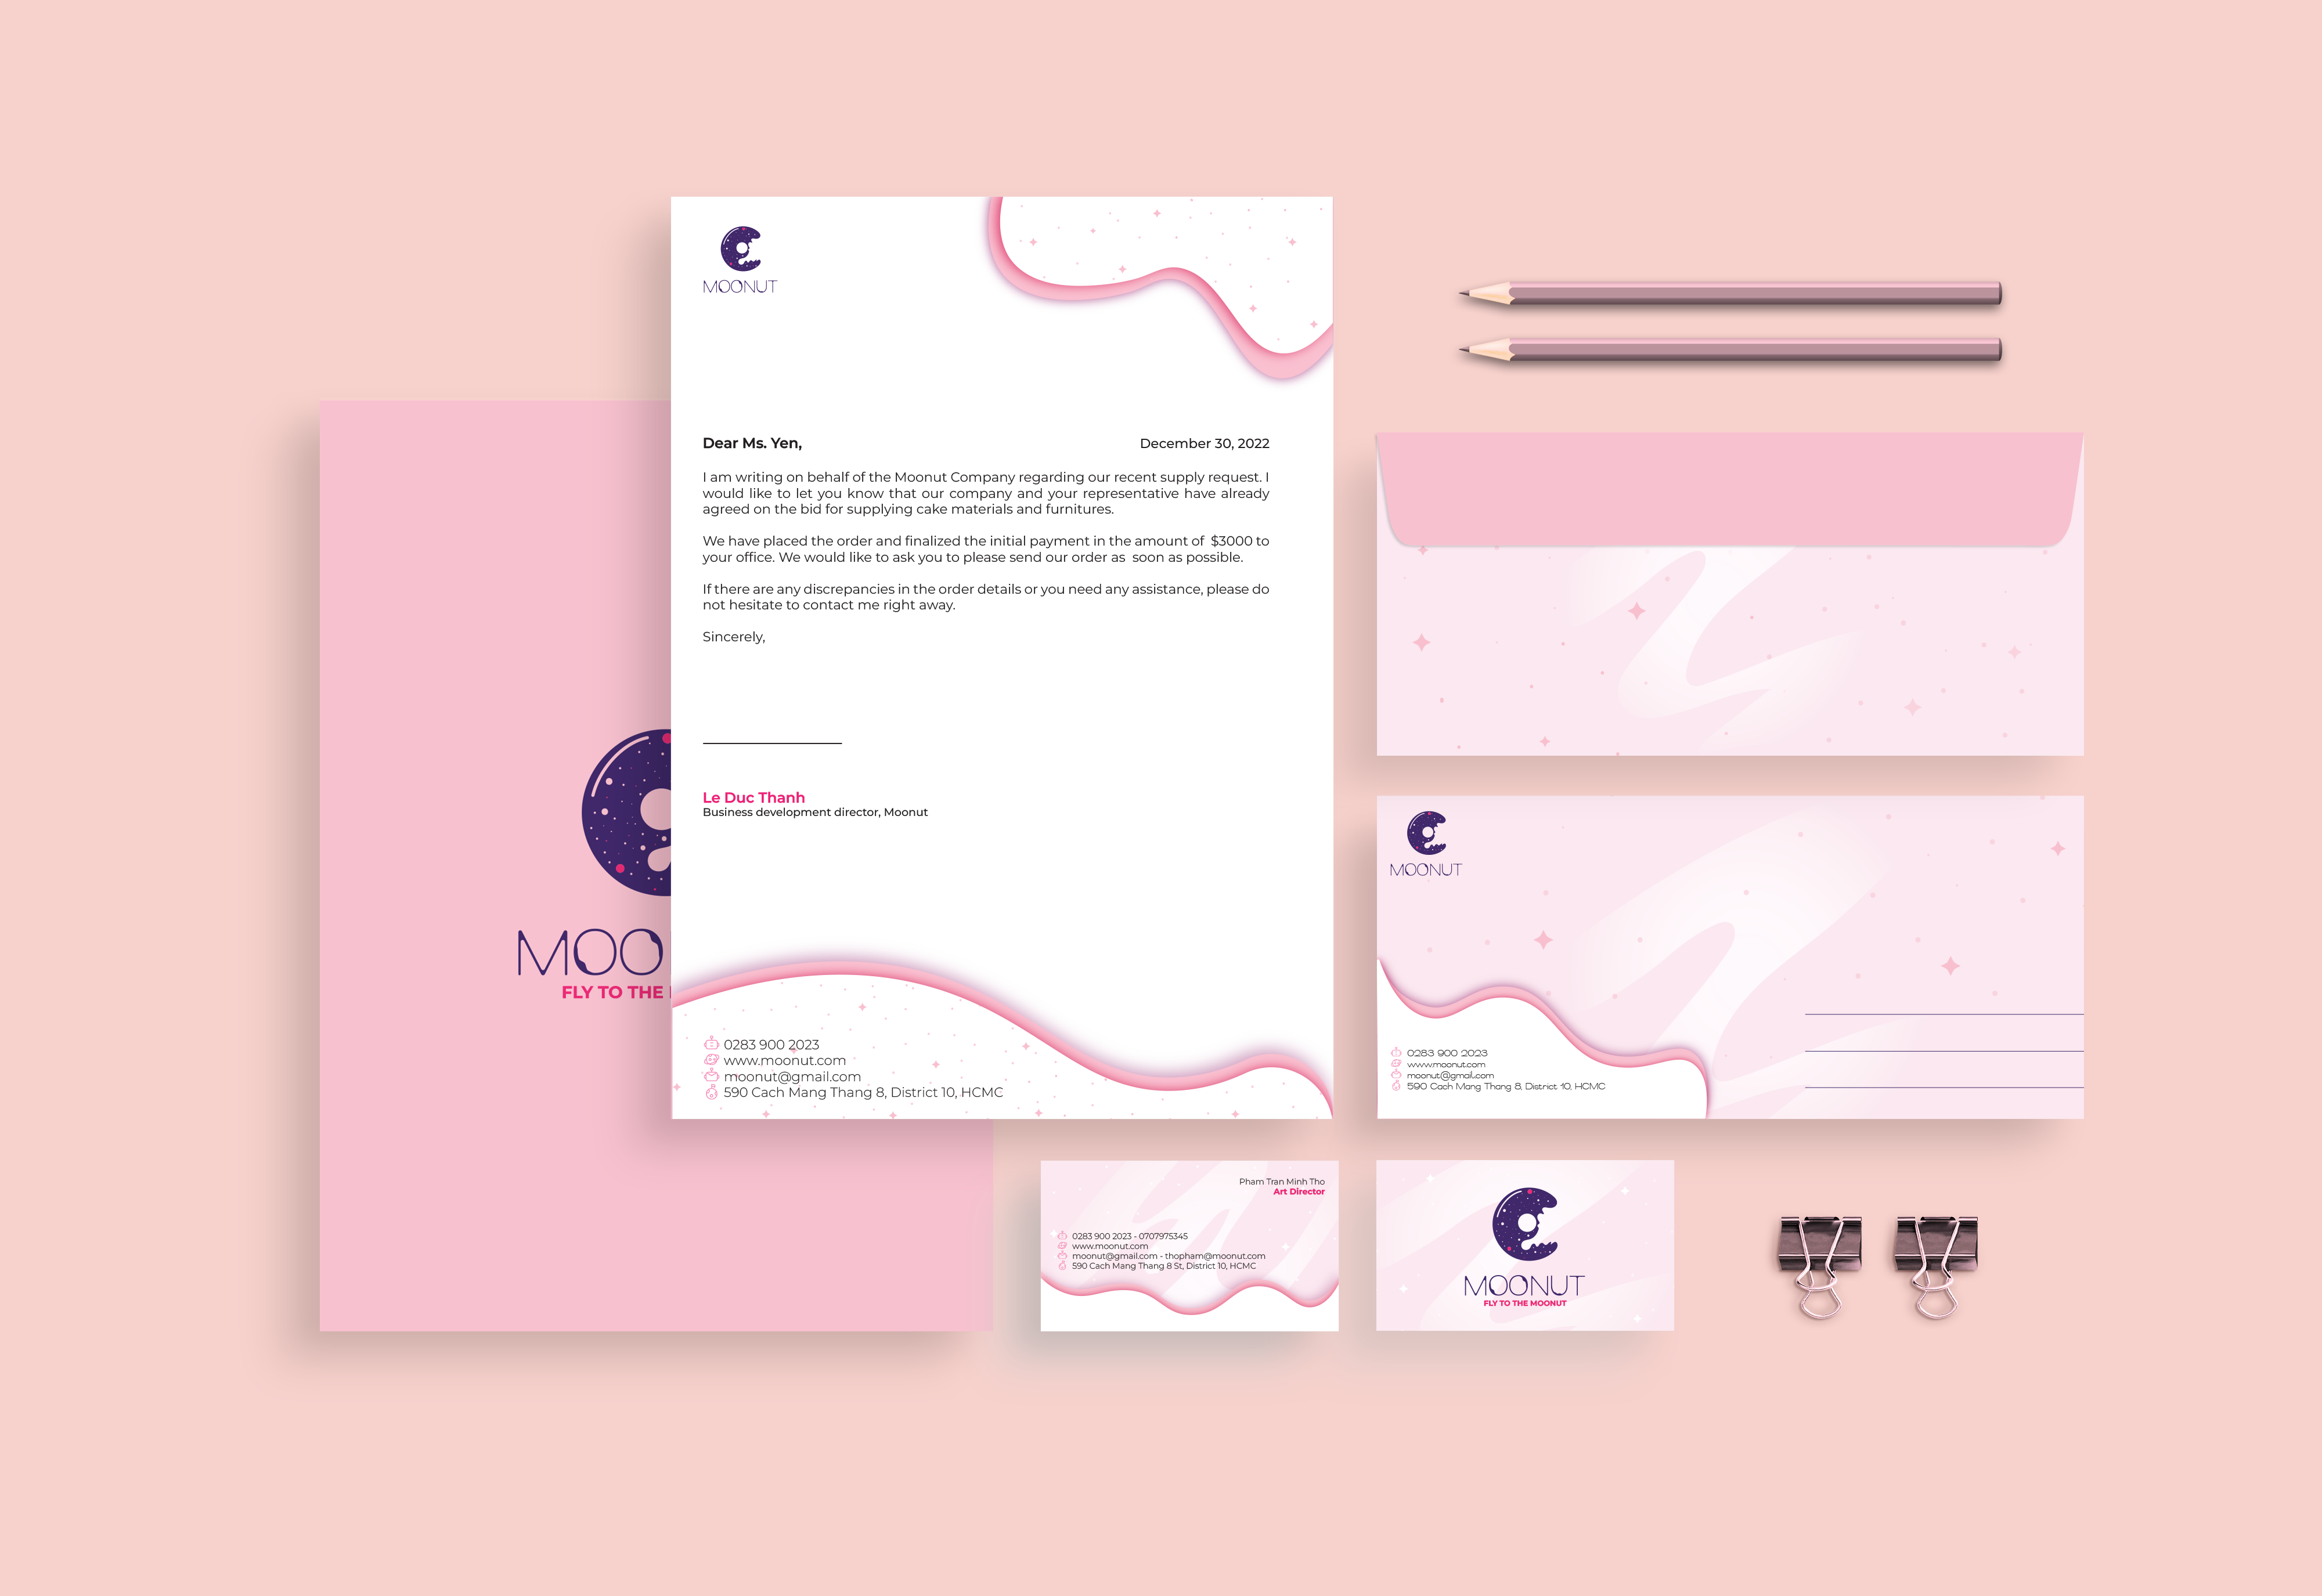 MOONUT
Dear Ms. Yen,
December 30, 2022
I am writing on behalf of the Moonut Company regarding our recent supply request. I
would like to let you know that our company and your representative have already
agreed on the bid for supplying cake materials and furnitures.
We have placed the order and finalized the initial payment in the amount of $3000 to
your office. We would like to ask you to please send our order as soon as possible.
If there are any discrepancies in the order details or you need any assistance, please do
not hesitate to contact me right away.
Sincerely,
Le Duc Thanh
Business development director, Moonut
0283 900 2023
www.moonut.com
moonut@gmail.com
590 Cach Mang Thang 8, District 10, HCMC
MOO
FLY TO THE
MOONUT
0283 900 2023
www.moonut.com
moonut@gmail.com
590 Cach Mang Thang 8, District 10, HCMC
Pham Tran Minh Tho
Art Director
0283 900 2023 - 0707975345
www.moonut.com
moonut@gmail.com - thopham@moonut.com
590 Cach Mang Thang 8 St, District 10, HCMC
MOONUT
FLY TO THE MOONUT